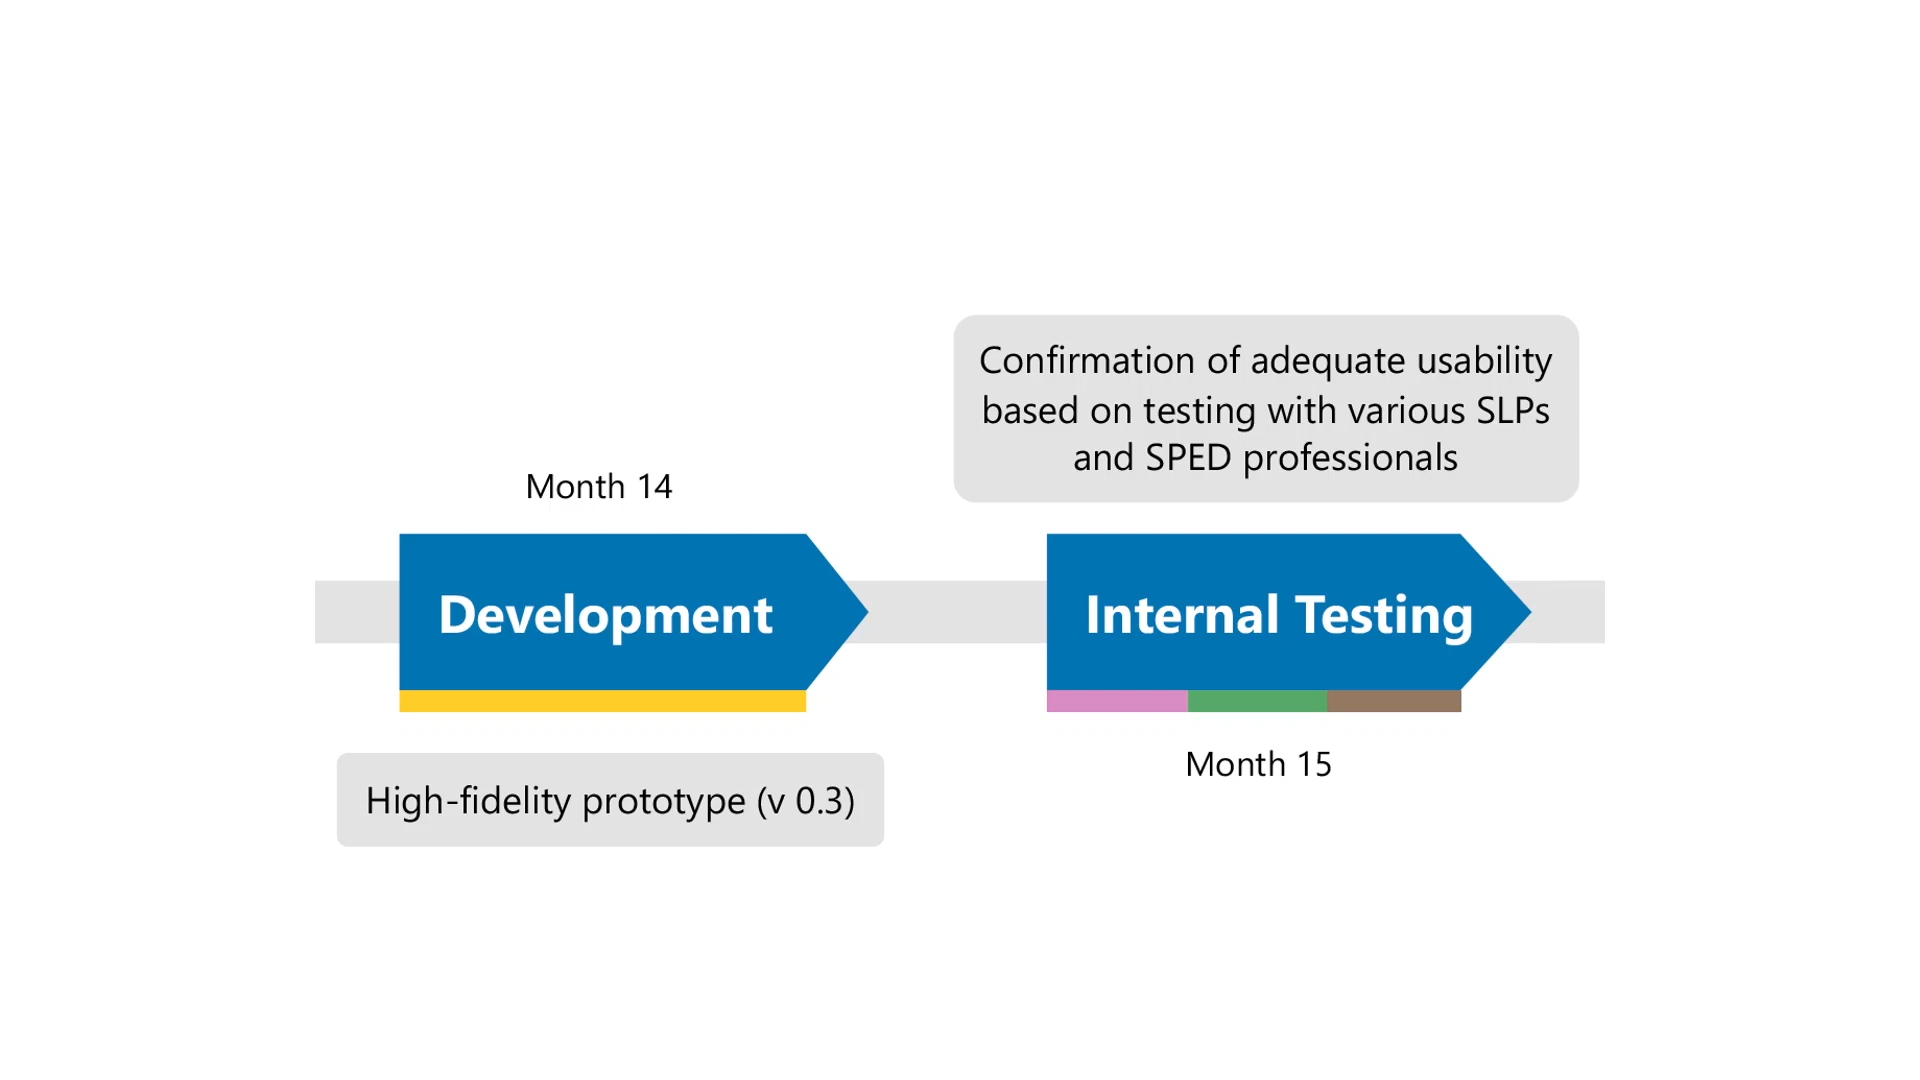 Month 14
Development
High-fidelity prototype (v 0.3)
Confirmation of adequate usability
based on testing with various SLPs
and SPED professionals
Internal Testing
Month 15